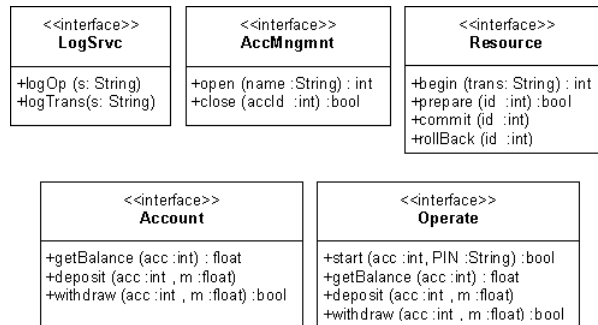 <<interface>>
LogSrvc
+logOp (s: String)
+logTrans(s: String)
<<interface>>
AccMngmnt
+open (name :String) : int
+close (accId :int) :bool
<<interface>>
Resource
+begin (trans: String) : int
+prepare (id :int) :bool
+commit (id :int)
+rollBack (id :int)
<<interface>>
Account
+getBalance (acc :int) : float
+deposit (acc :int , m :float)
+withdraw (acc :int , m :float) :bool
<<interface>>
Operate
+start (acc :int, PIN :String) : bool
+getBalance (acc :int) : float
+deposit (acc :int , m :float)
+withdraw (acc :int , m :float) :bool